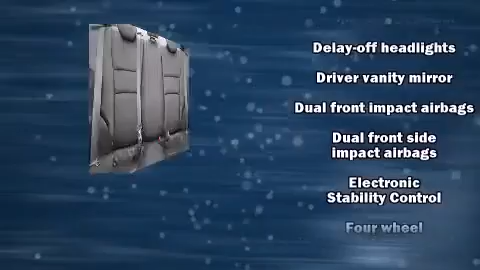 Delay-off headlights
Driver vanity mirror
Dual front impact airbags
Dual front side
impact airbags
Electronic
Stability Control
Four wheel